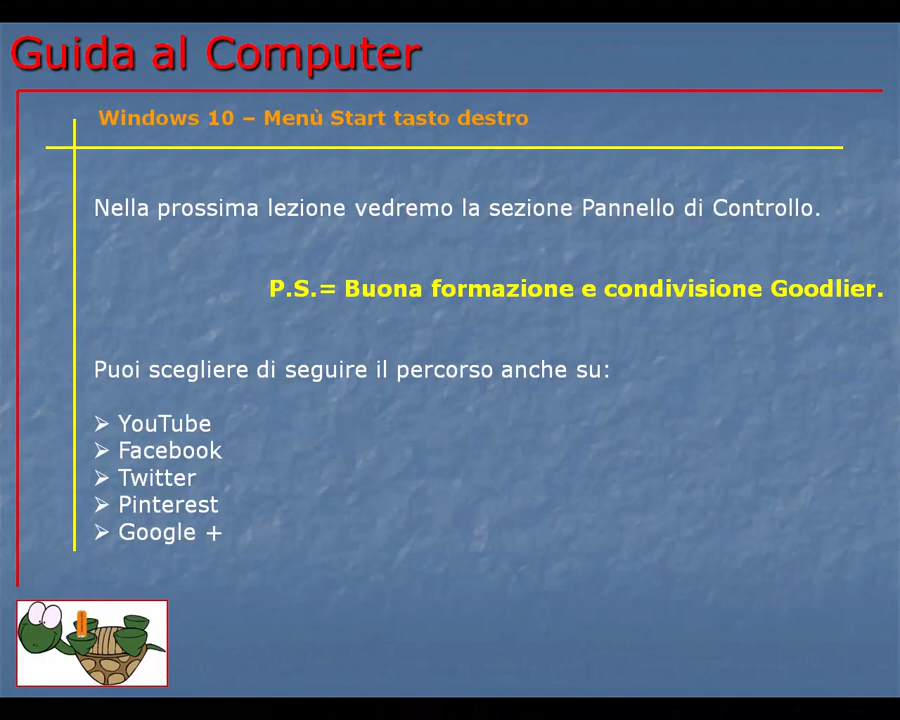 Guida al Computer
Windows 10 – Menù Start tasto destro
Nella prossima lezione vedremo la sezione Pannello di Controllo.
P.S.= Buona formazione e condivisione Goodlier.
Puoi scegliere di seguire il percorso anche su:
➢ YouTube
➢ Facebook
➢ Twitter
➢ Pinterest
➢ Google +